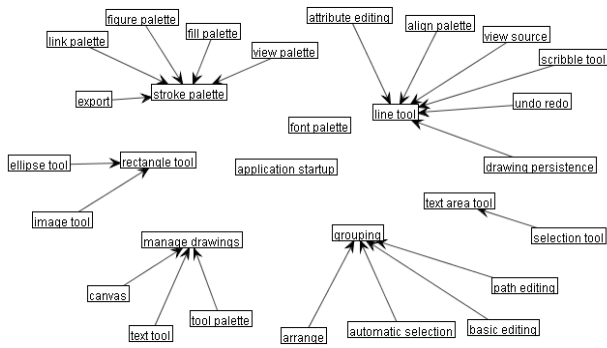 figure palette
attribute editing
align palette
link palette
fill palette
view source
view palette
scribble tool
export
stroke palette
undo redo
line tool
font palette
ellipse tool
rectangle tool
application startup
drawing persistence
text area tool
image tool
manage drawings
grouping
selection tool
canvas
path editing
text tool
tool palette
arrange
automatic selection
basic editing